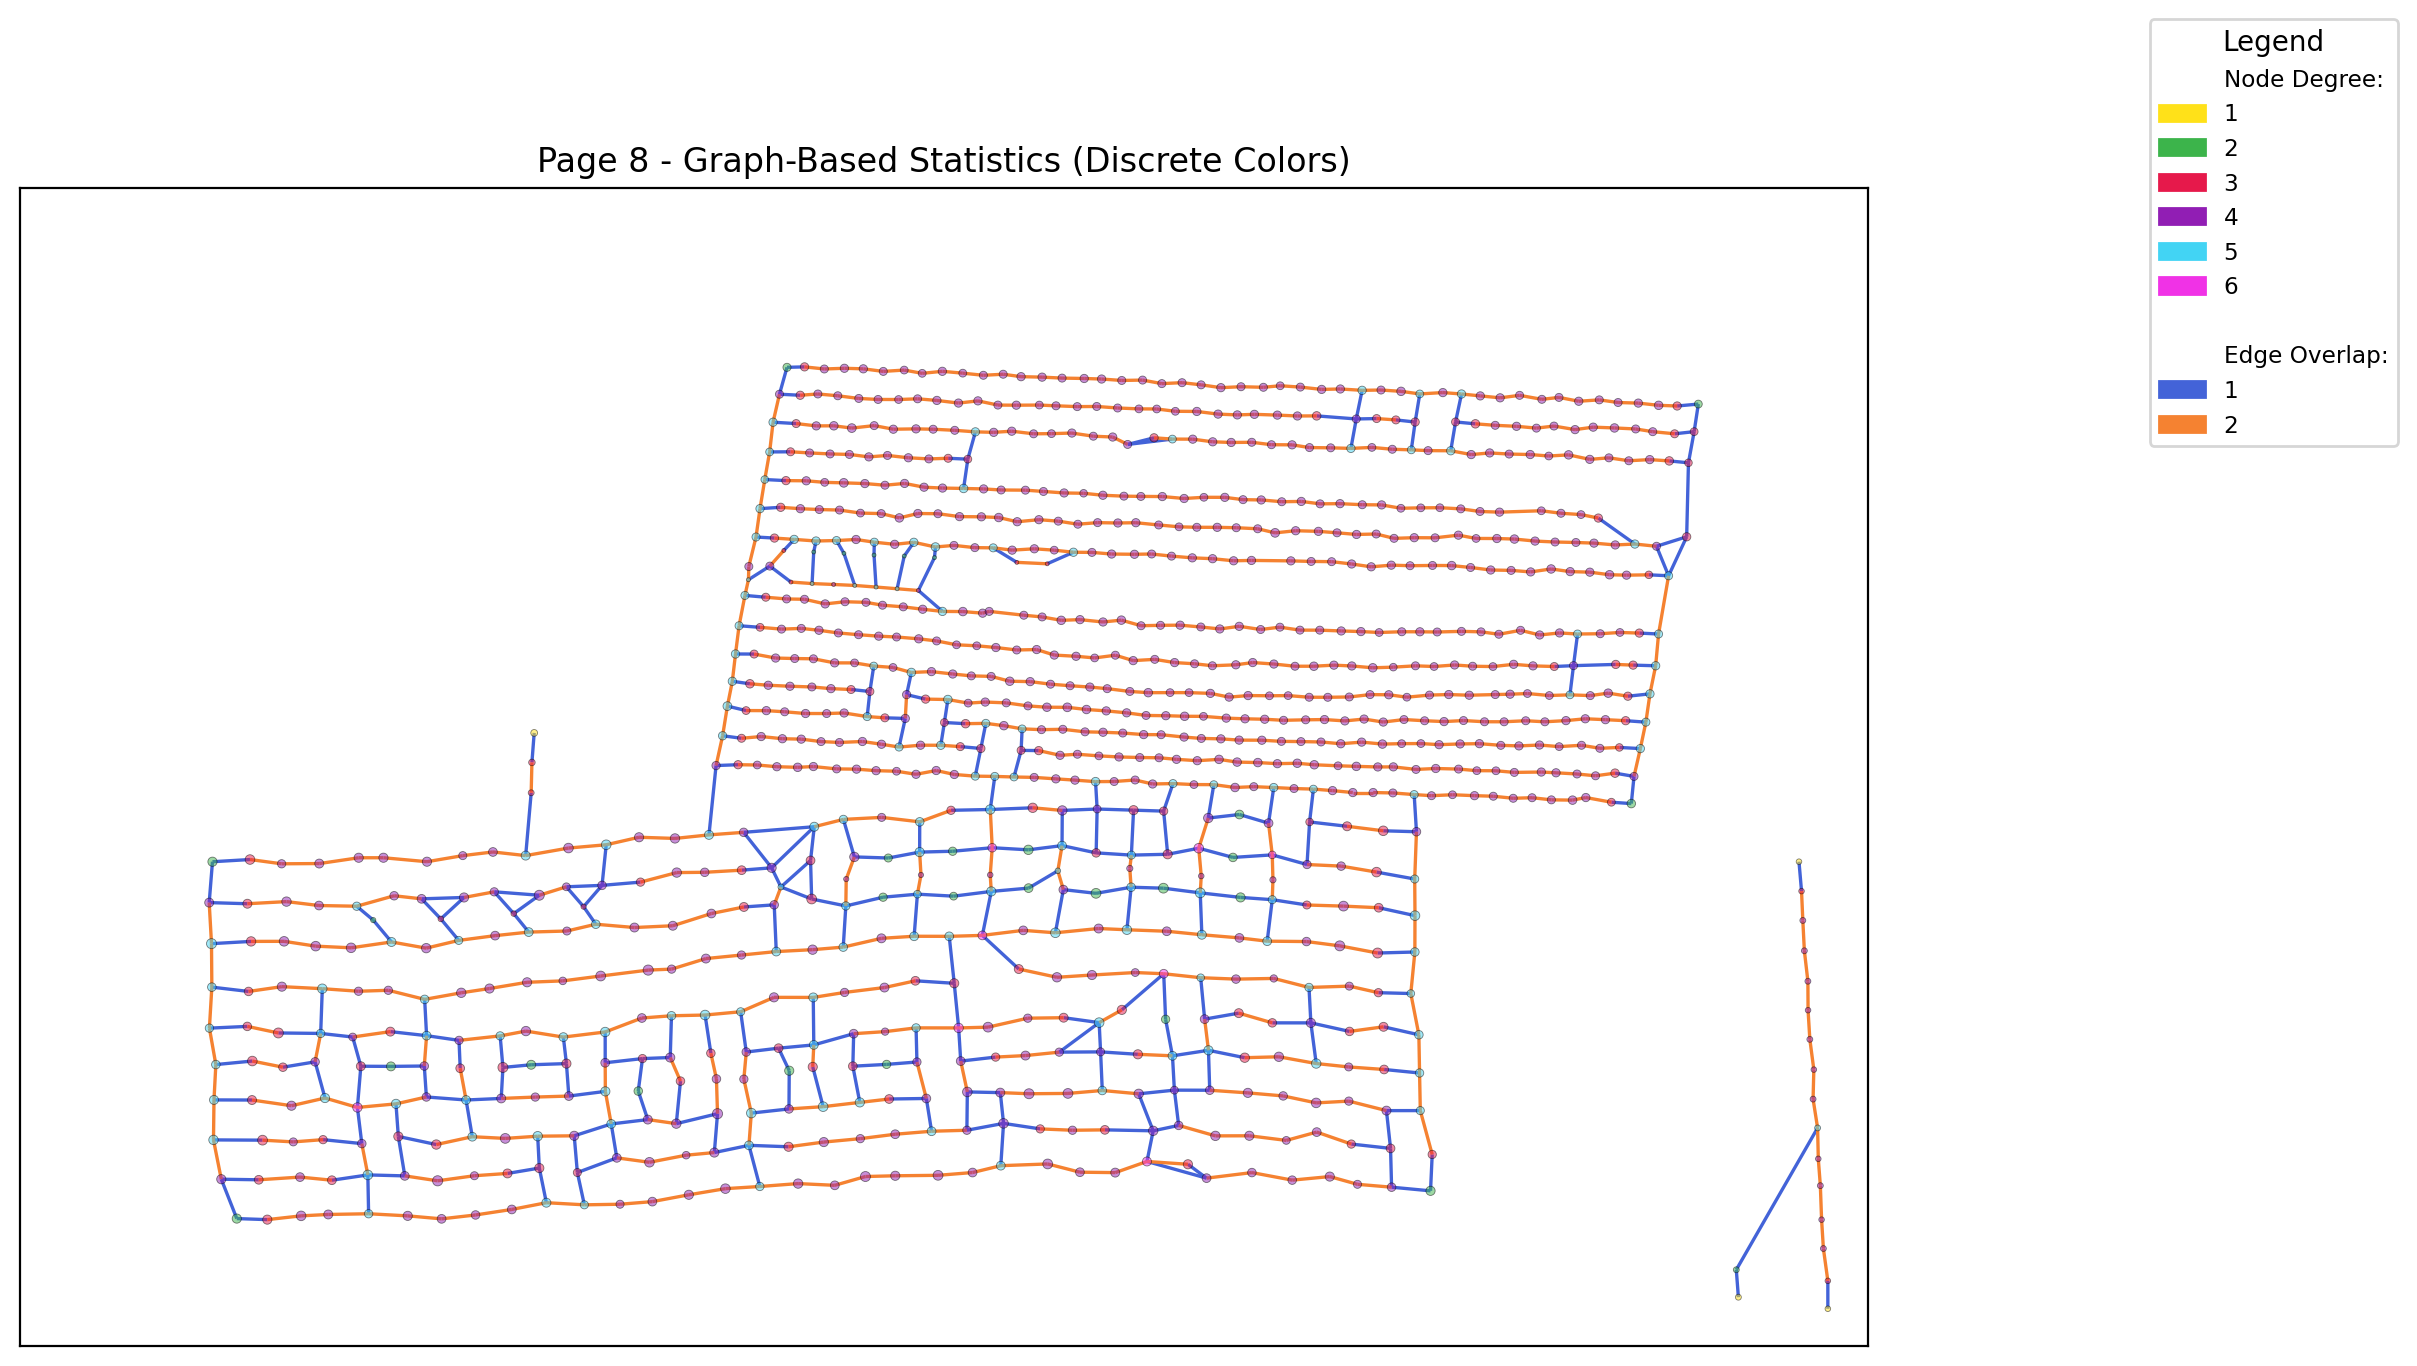 Page 8 - Graph-Based Statistics (Discrete Colors)
Legend
Node Degree:
1
2
3
4
5
6
Edge Overlap:
1
2